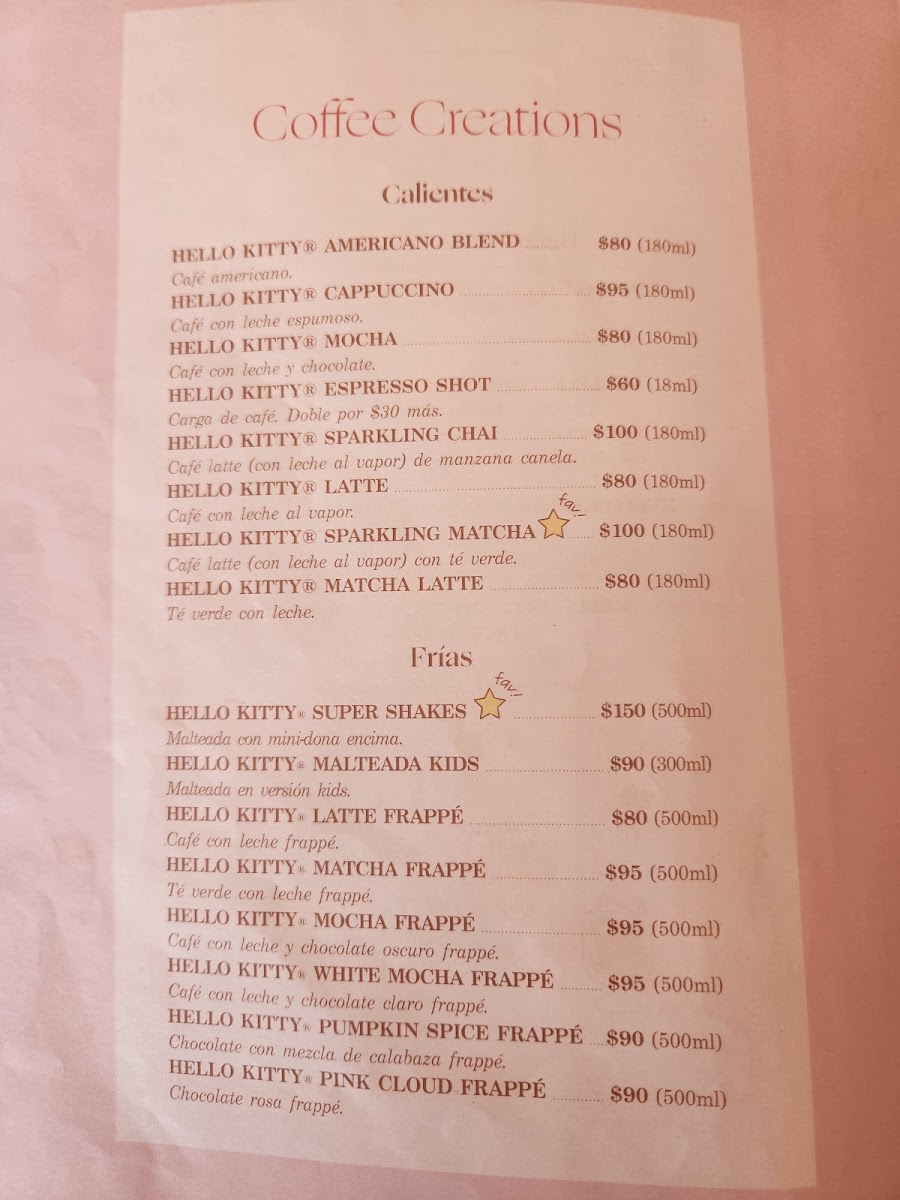 Coffee Creations
Calientes
HELLO KITTY® AMERICANO BLEND ........ $80 (180ml)
Café americano.
HELLO KITTY® CAPPUCCINO ........ $95 (180ml)
Café con leche espumoso.
HELLO KITTY® MOCHA ........ $80 (180ml)
Café con leche y chocolate.
HELLO KITTY® ESPRESSO SHOT ........ $60 (18ml)
Carga de café. Doble por $30 más.
HELLO KITTY® SPARKLING CHAI ........ $100 (180ml)
Café latte (con leche al vapor) de manzana canela.
HELLO KITTY® LATTE ........ $80 (180ml)
Café con leche al vapor.
fav!
HELLO KITTY® SPARKLING MATCHA ........ $100 (180ml)
Café latte (con leche al vapor) con té verde.
HELLO KITTY® MATCHA LATTE ........ $80 (180ml)
Té verde con leche.
Frías
fav!
HELLO KITTY® SUPER SHAKES ........ $150 (500ml)
Malteada con mini-dona encima.
HELLO KITTY® MALTEADA KIDS ........ $90 (300ml)
Malteada en versión kids.
HELLO KITTY® LATTE FRAPPÉ ........ $80 (500ml)
Café con leche frappé.
HELLO KITTY® MATCHA FRAPPÉ ........ $95 (500ml)
Té verde con leche frappé.
HELLO KITTY® MOCHA FRAPPÉ ........ $95 (500ml)
Café con leche y chocolate oscuro frappé.
HELLO KITTY® WHITE MOCHA FRAPPÉ ........ $95 (500ml)
Café con leche y chocolate claro frappé.
HELLO KITTY® PUMPKIN SPICE FRAPPÉ .... $90 (500ml)
Chocolate con mezcla de calabaza frappé.
HELLO KITTY® PINK CLOUD FRAPPÉ ........ $90 (500ml)
Chocolate rosa frappé.